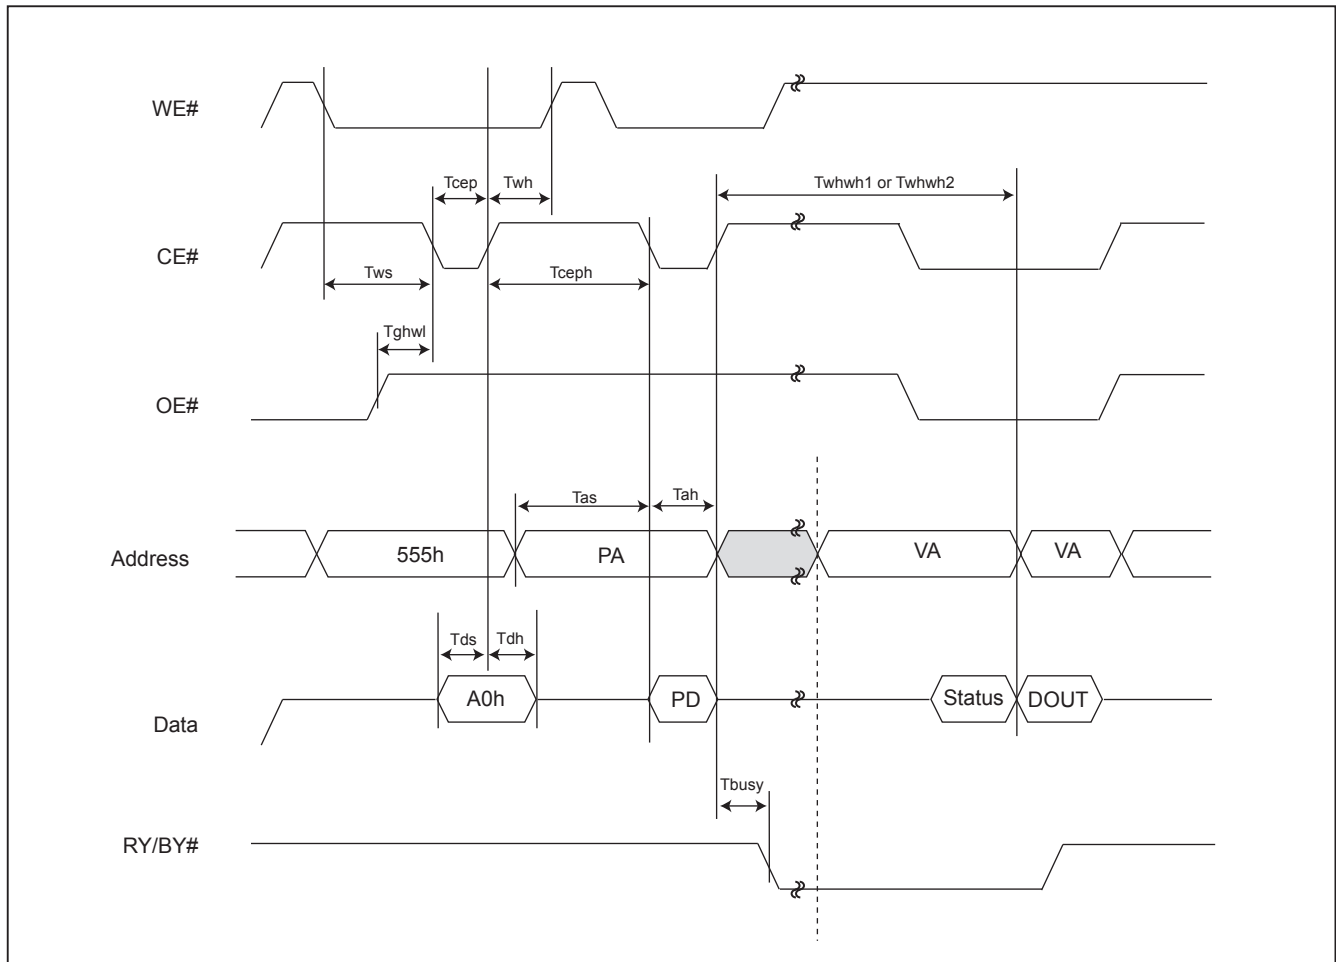 WE#
Tcep
Twh
Twhwh1 or Twhwh2
CE#
Tws
Tceph
Tghwl
OE#
Tas
Tah
Address
555h
PA
VA
VA
Tds
Tdh
A0h
PD
Status
DOUT
Data
Tbusy
RY/BY#